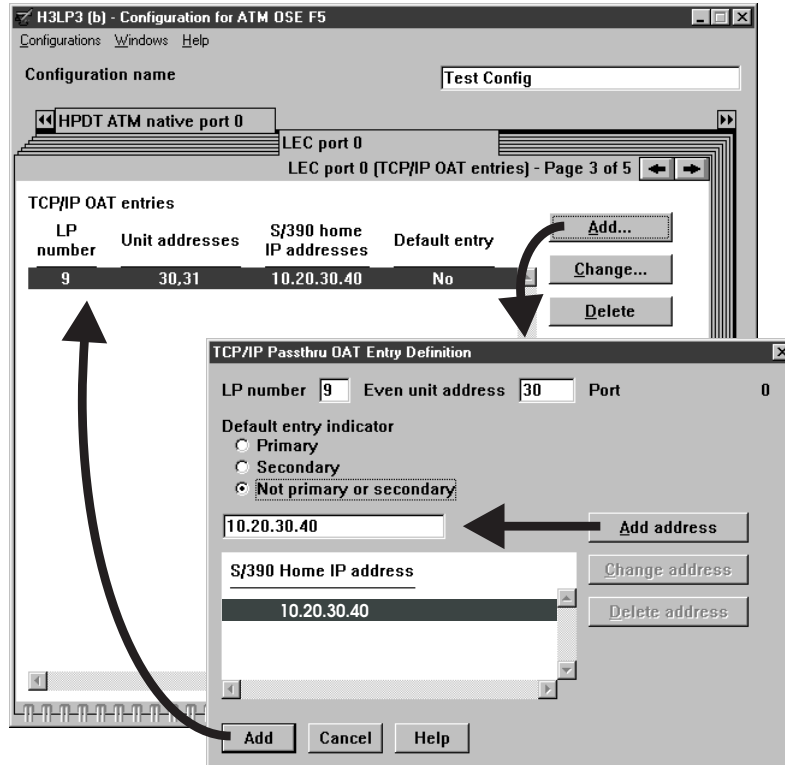 H3LP3 (b) - Configuration for ATM OSE F5
Configurations Windows Help
Configuration name Test Config
HPDT ATM native port 0
LEC port 0
LEC port 0 (TCP/IP OAT entries) - Page 3 of 5
TCP/IP OAT entries
LP number Unit addresses S/390 home IP addresses Default entry
9 30,31 10.20.30.40 No
Add...
Change...
Delete
TCP/IP Passthru OAT Entry Definition
LP number 9 Even unit address 30 Port 0
Default entry indicator
Primary
Secondary
Not primary or secondary
10.20.30.40 Add address
S/390 Home IP address Change address
10.20.30.40 Delete address
Add Cancel Help